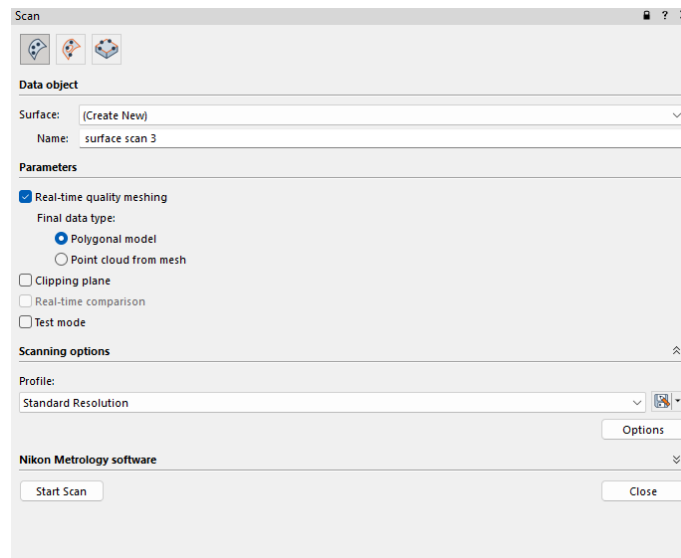 Scan
?
Data object
Surface: (Create New)
Name: surface scan 3
Parameters
Real-time quality meshing
Final data type:
Polygonal model
Point cloud from mesh
Clipping plane
Real-time comparison
Test mode
Scanning options
Profile:
Standard Resolution
Options
Nikon Metrology software
Start Scan Close